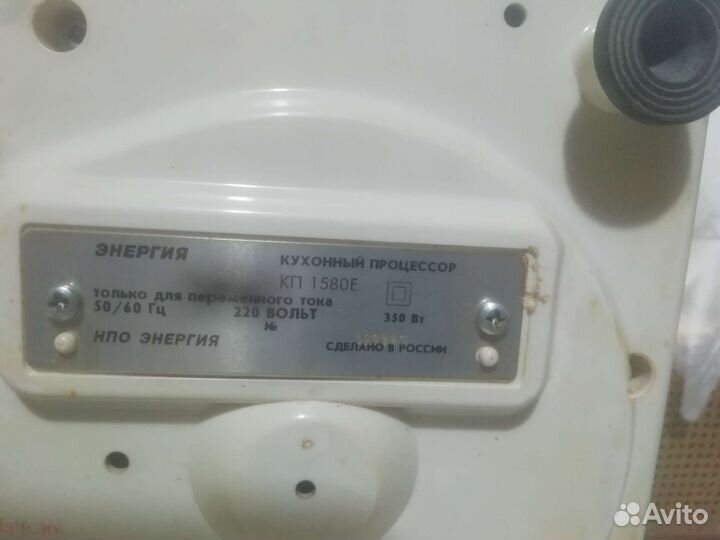 ЭНЕРГИЯ
КУХОННЫЙ ПРОЦЕССОР
КП 1580Е
только для переменного тока
50/60 Гц 220 ВОЛЬТ 350 Вт
№
НПО ЭНЕРГИЯ СДЕЛАНО В РОССИИ
Avito